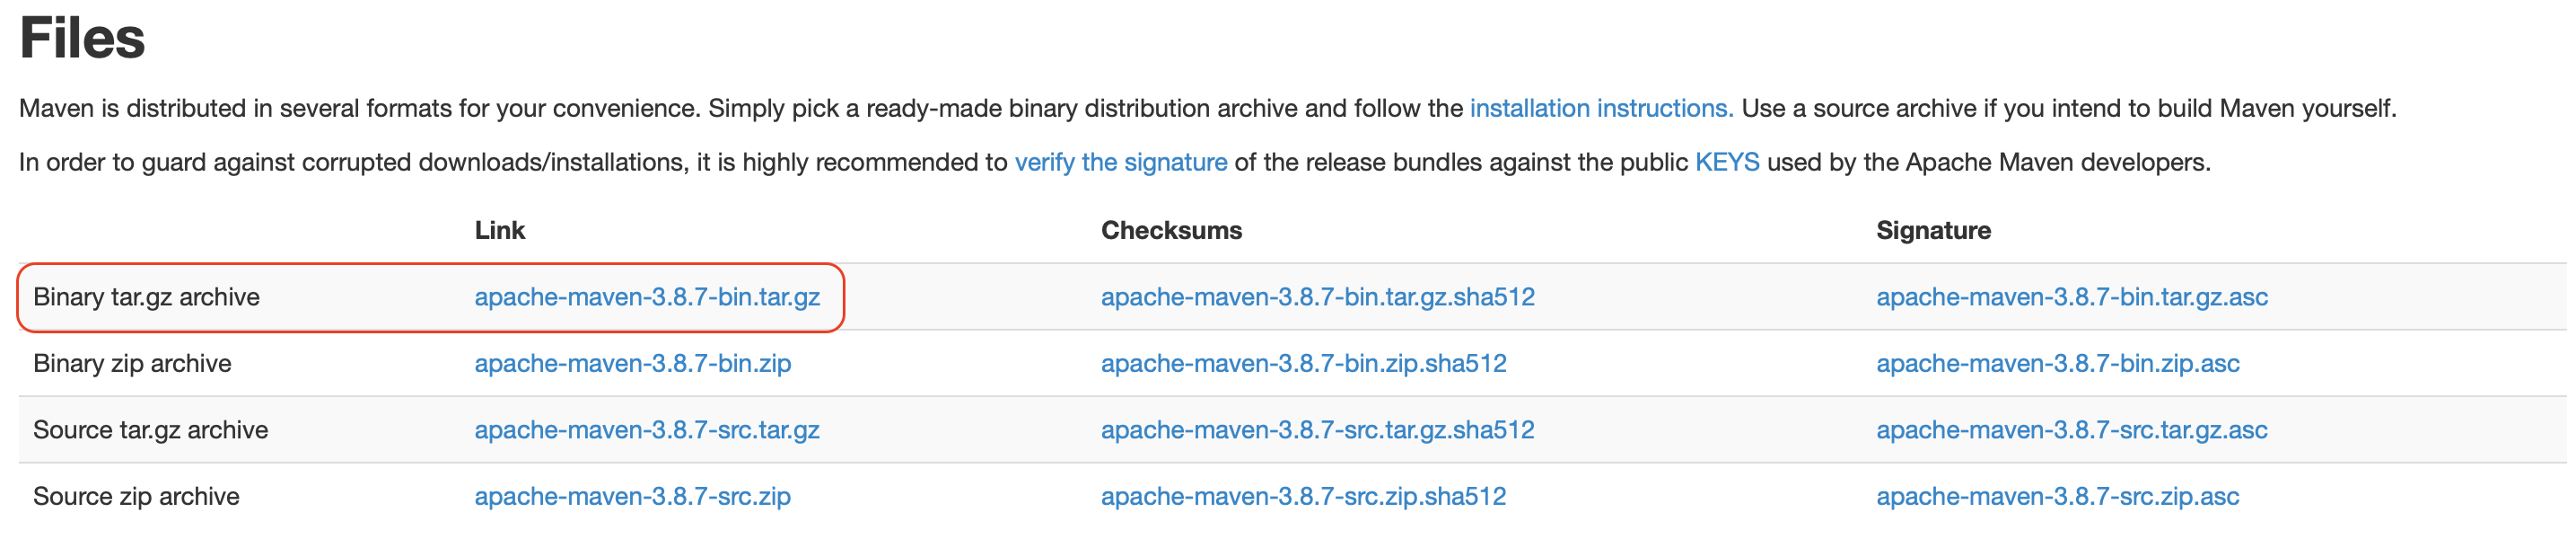 Files
Maven is distributed in several formats for your convenience. Simply pick a ready-made binary distribution archive and follow the installation instructions. Use a source archive if you intend to build Maven yourself.
In order to guard against corrupted downloads/installations, it is highly recommended to verify the signature of the release bundles against the public KEYS used by the Apache Maven developers.
Link Checksums Signature
Binary tar.gz archive apache-maven-3.8.7-bin.tar.gz apache-maven-3.8.7-bin.tar.gz.sha512 apache-maven-3.8.7-bin.tar.gz.asc
Binary zip archive apache-maven-3.8.7-bin.zip apache-maven-3.8.7-bin.zip.sha512 apache-maven-3.8.7-bin.zip.asc
Source tar.gz archive apache-maven-3.8.7-src.tar.gz apache-maven-3.8.7-src.tar.gz.sha512 apache-maven-3.8.7-src.tar.gz.asc
Source zip archive apache-maven-3.8.7-src.zip apache-maven-3.8.7-src.zip.sha512 apache-maven-3.8.7-src.zip.asc